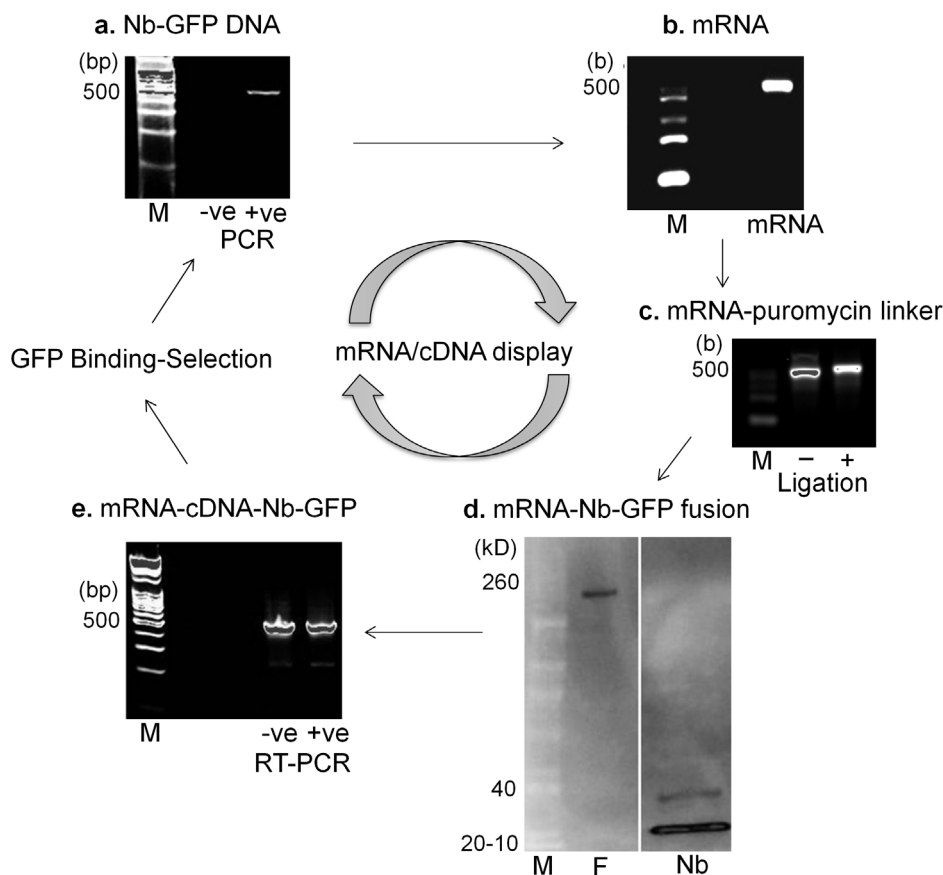 a. Nb-GFP DNA
(bp)
500
M
-ve +ve
PCR
b. mRNA
(b)
500
M
mRNA
c. mRNA-puromycin linker
(b)
500
M
– +
Ligation
GFP Binding-Selection
mRNA/cDNA display
d. mRNA-Nb-GFP fusion
(kD)
260
40
20-10
M
F
Nb
e. mRNA-cDNA-Nb-GFP
(bp)
500
M
-ve +ve
RT-PCR